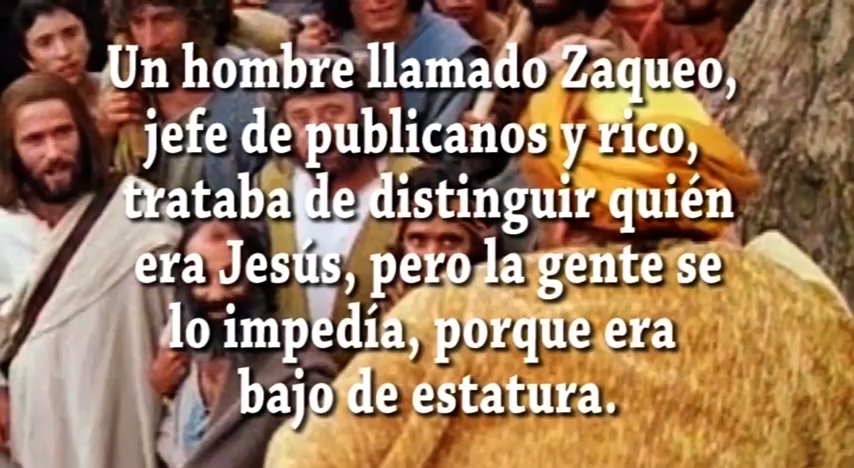 Un hombre llamado Zaqueo,
jefe de publicanos y rico,
trataba de distinguir quién
era Jesús, pero la gente se
lo impedía, porque era
bajo de estatura.